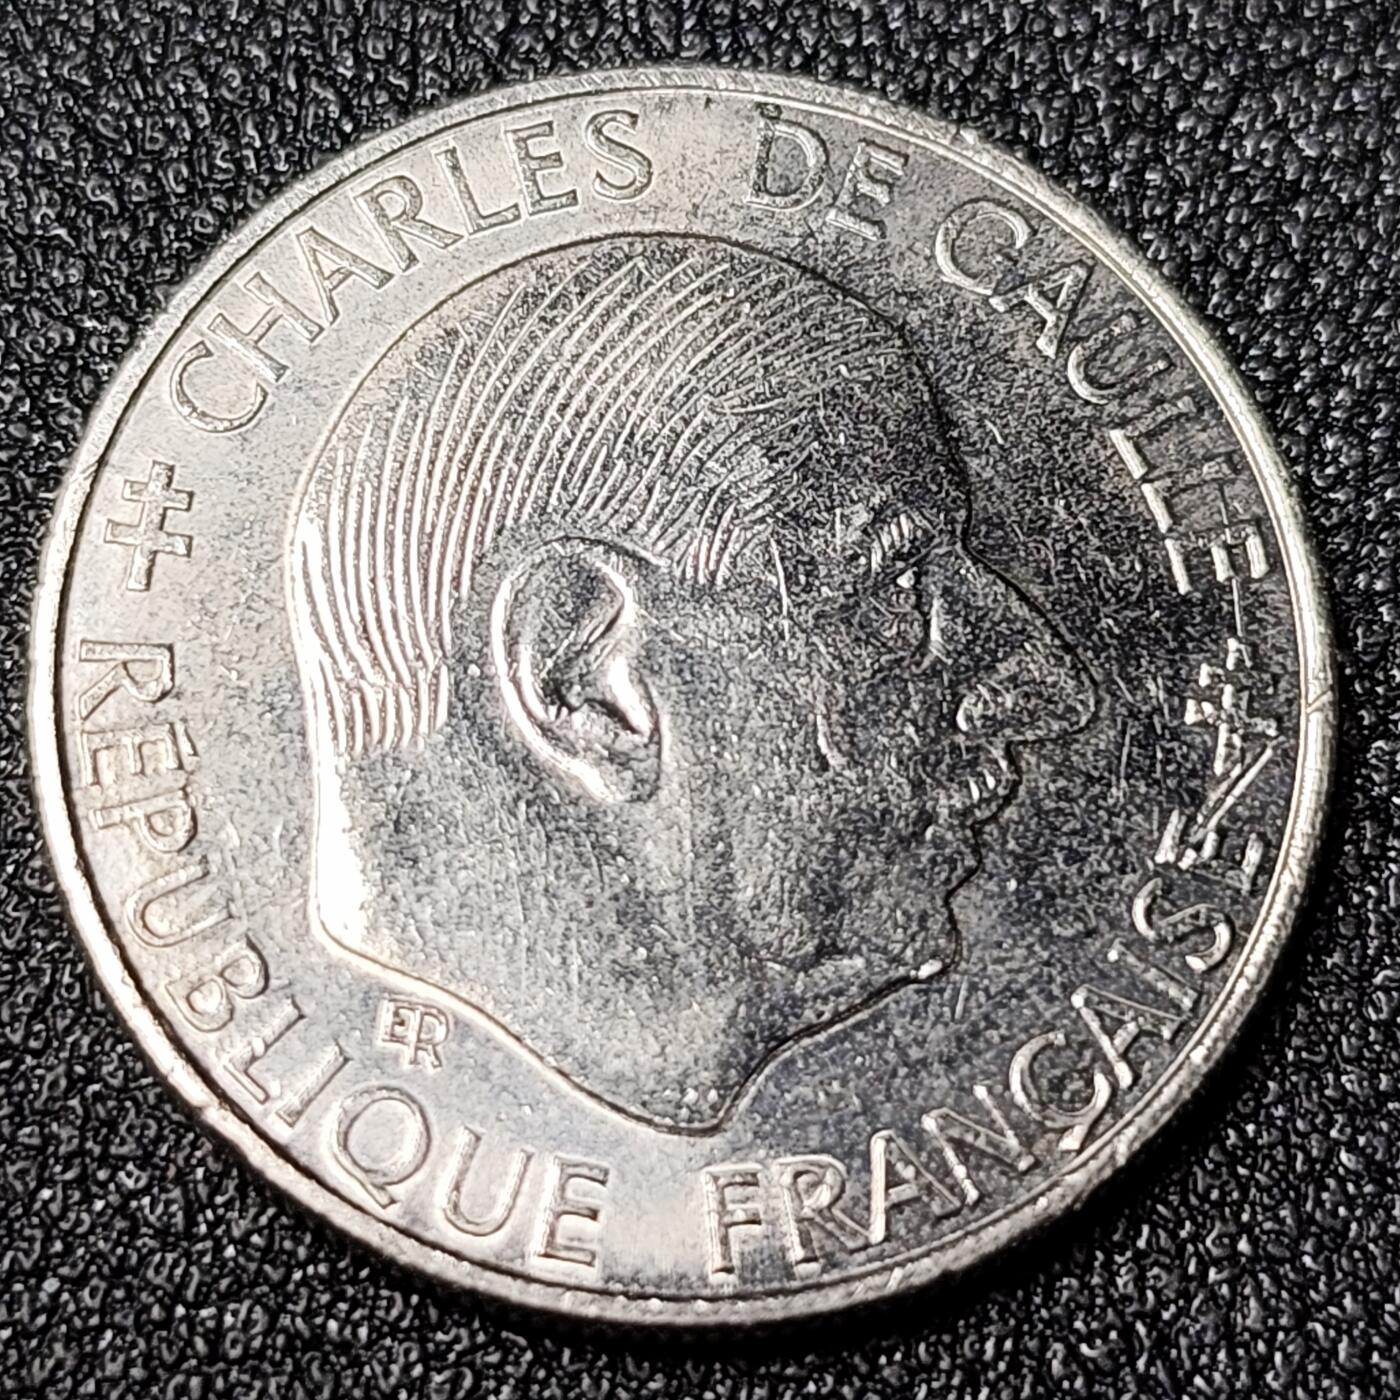 CHARLES DE GAULLE
RÉPUBLIQUE FRANÇAISE
ER